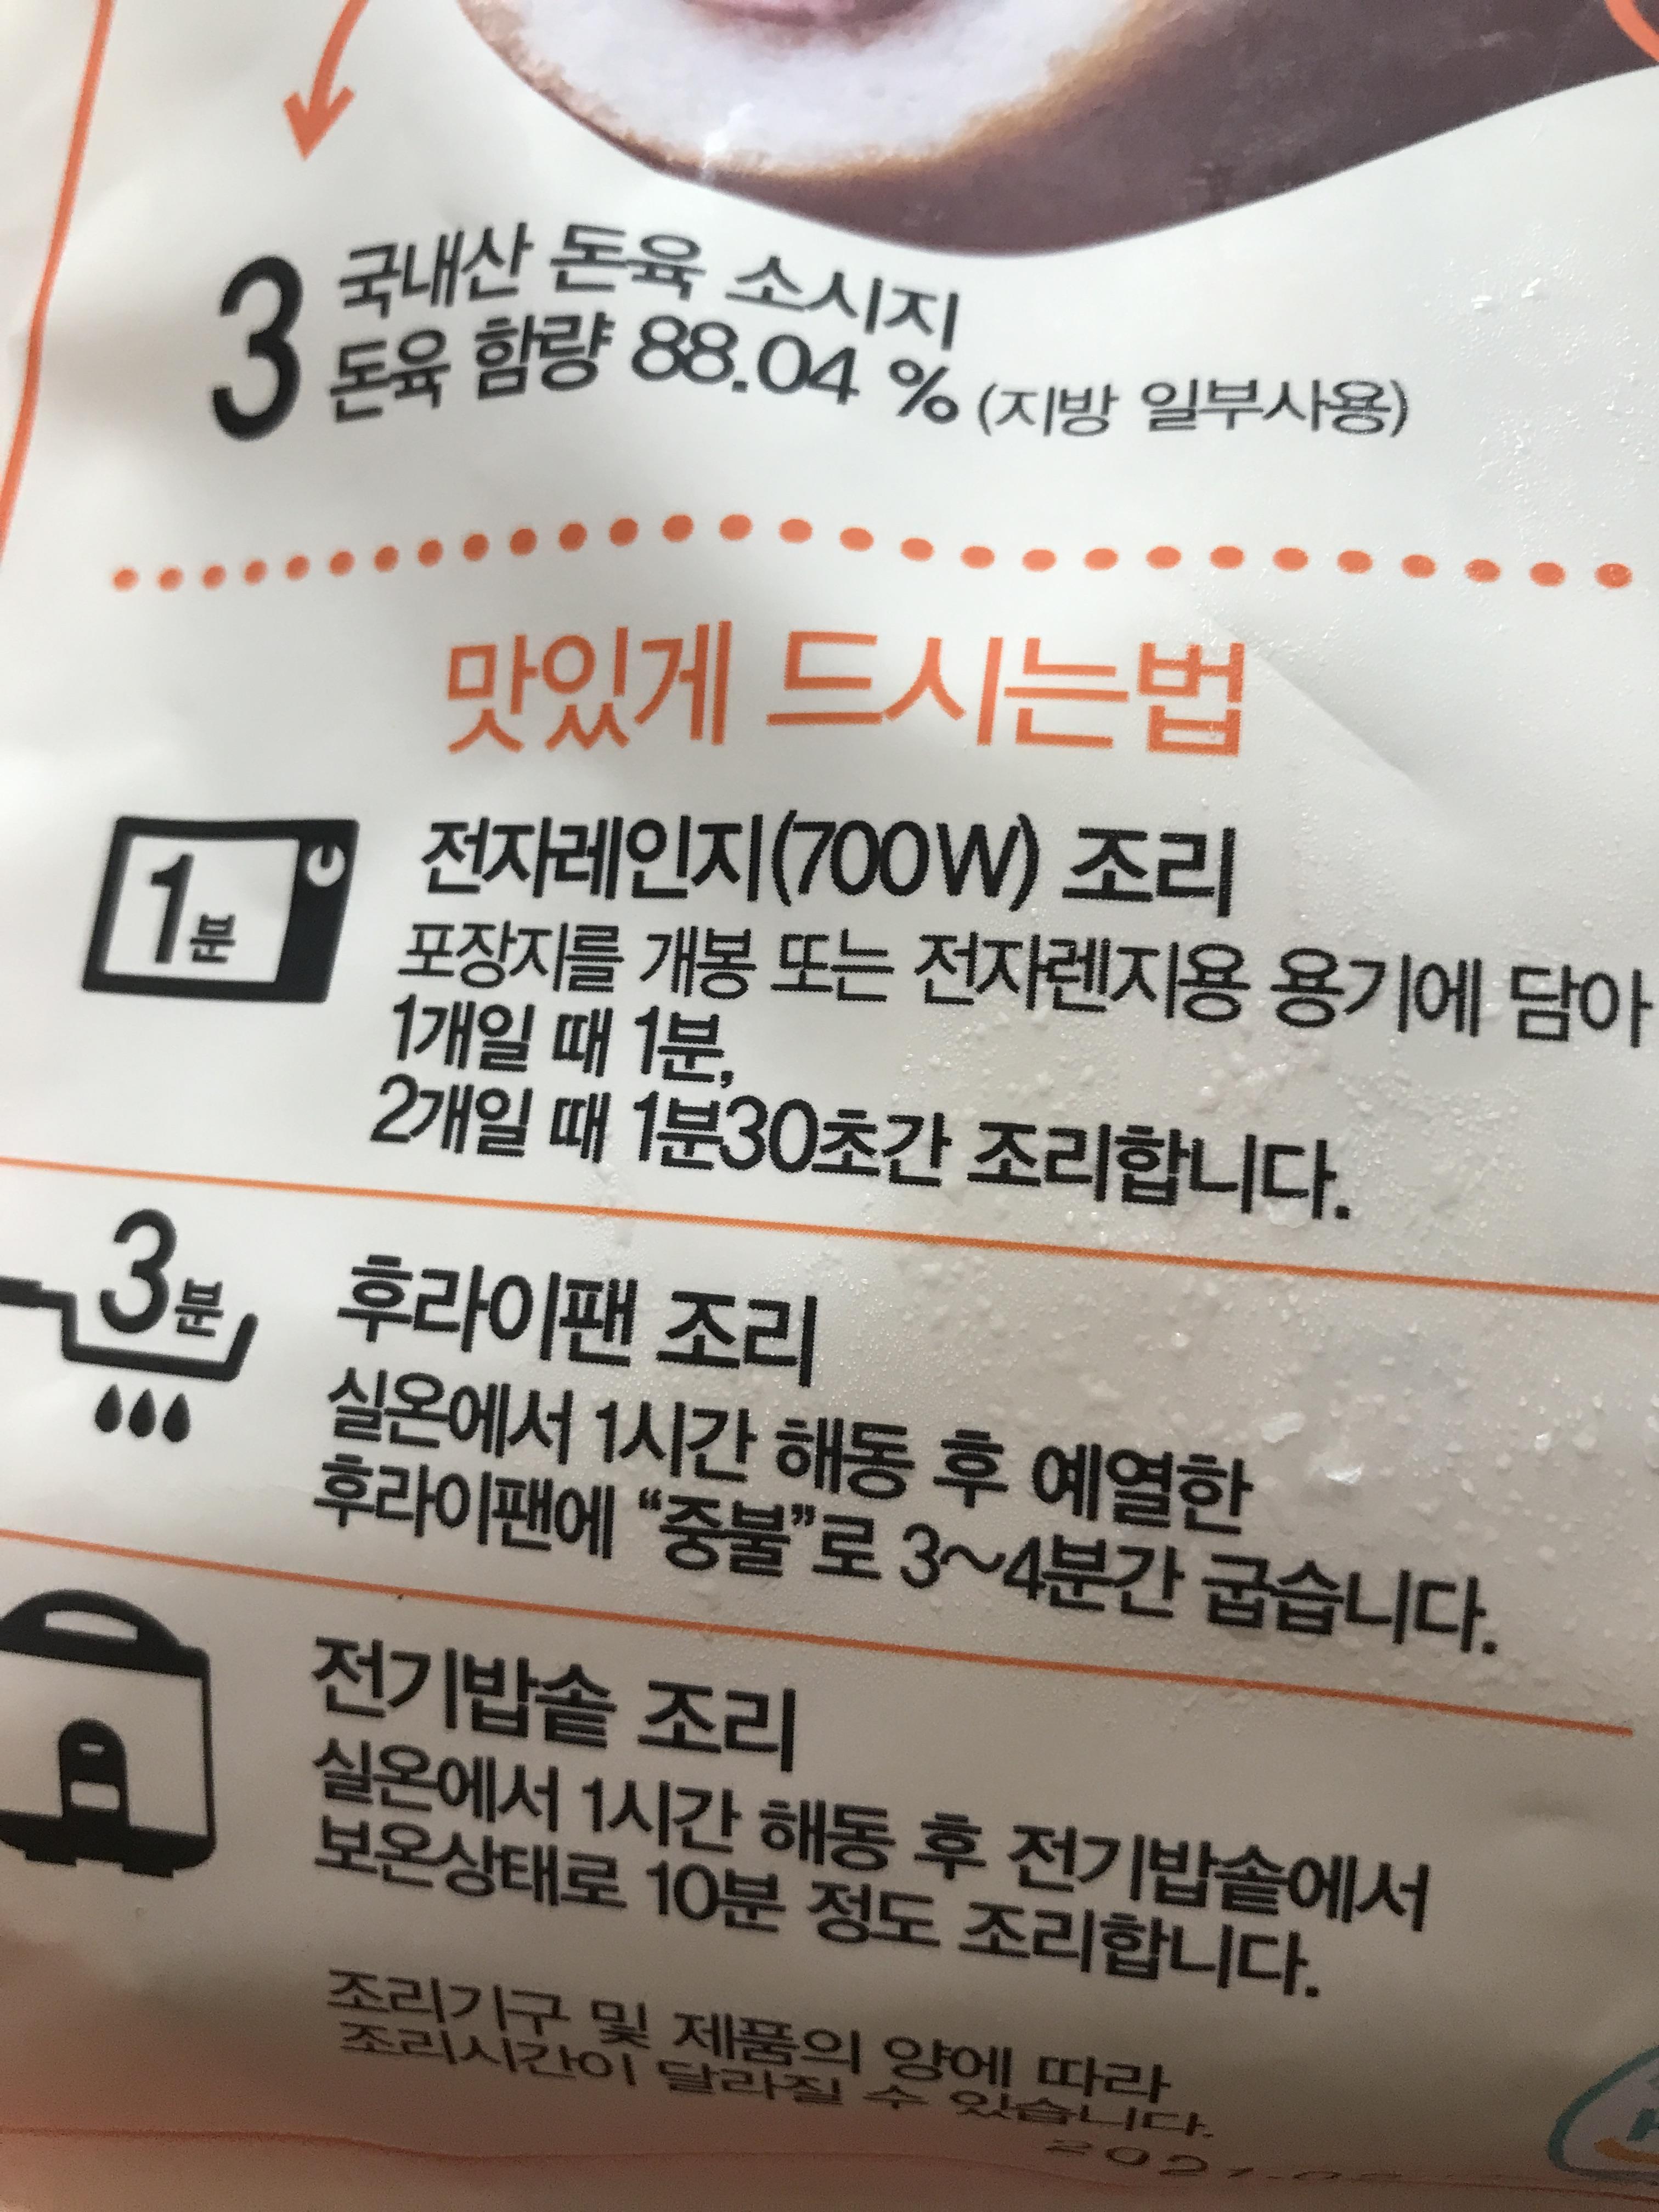 3 국내산 돈육 소시지
돈육 함량 88.04 % (지방 일부사용)
맛있게 드시는법
1분
전자레인지(700W) 조리
포장지를 개봉 또는 전자렌지용 용기에 담아
1개일 때 1분,
2개일 때 1분30초간 조리합니다.
3분
후라이팬 조리
실온에서 1시간 해동 후 예열한
후라이팬에 “중불”로 3~4분간 굽습니다.
전기밥솥 조리
실온에서 1시간 해동 후 전기밥솥에서
보온상태로 10분 정도 조리합니다.
조리기구 및 제품의 양에 따라
조리시간이 달라질 수 있습니다.